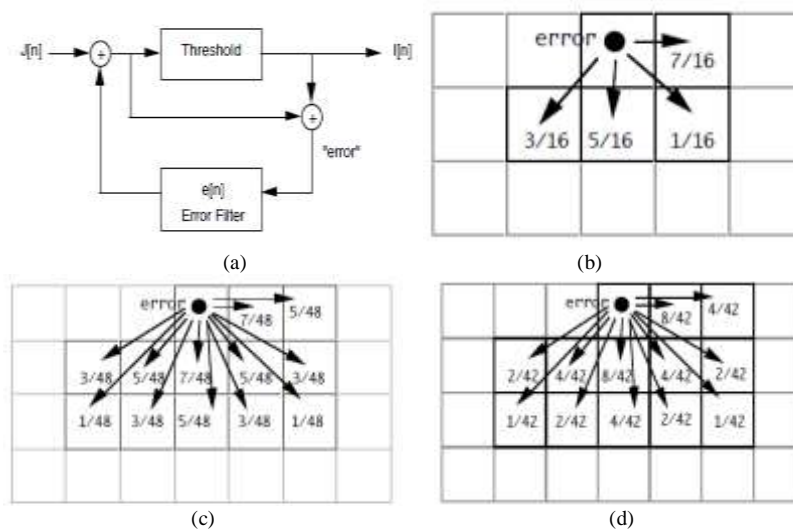 J[n]
+
Threshold
I[n]
+
"error"
e[n]
Error Filter
(a)
error
7/16
3/16 5/16 1/16
(b)
error
7/48 5/48
3/48 5/48 7/48 5/48 3/48
1/48 3/48 5/48 3/48 1/48
(c)
error
8/42 4/42
2/42 4/42 8/42 4/42 2/42
1/42 2/42 4/42 2/42 1/42
(d)